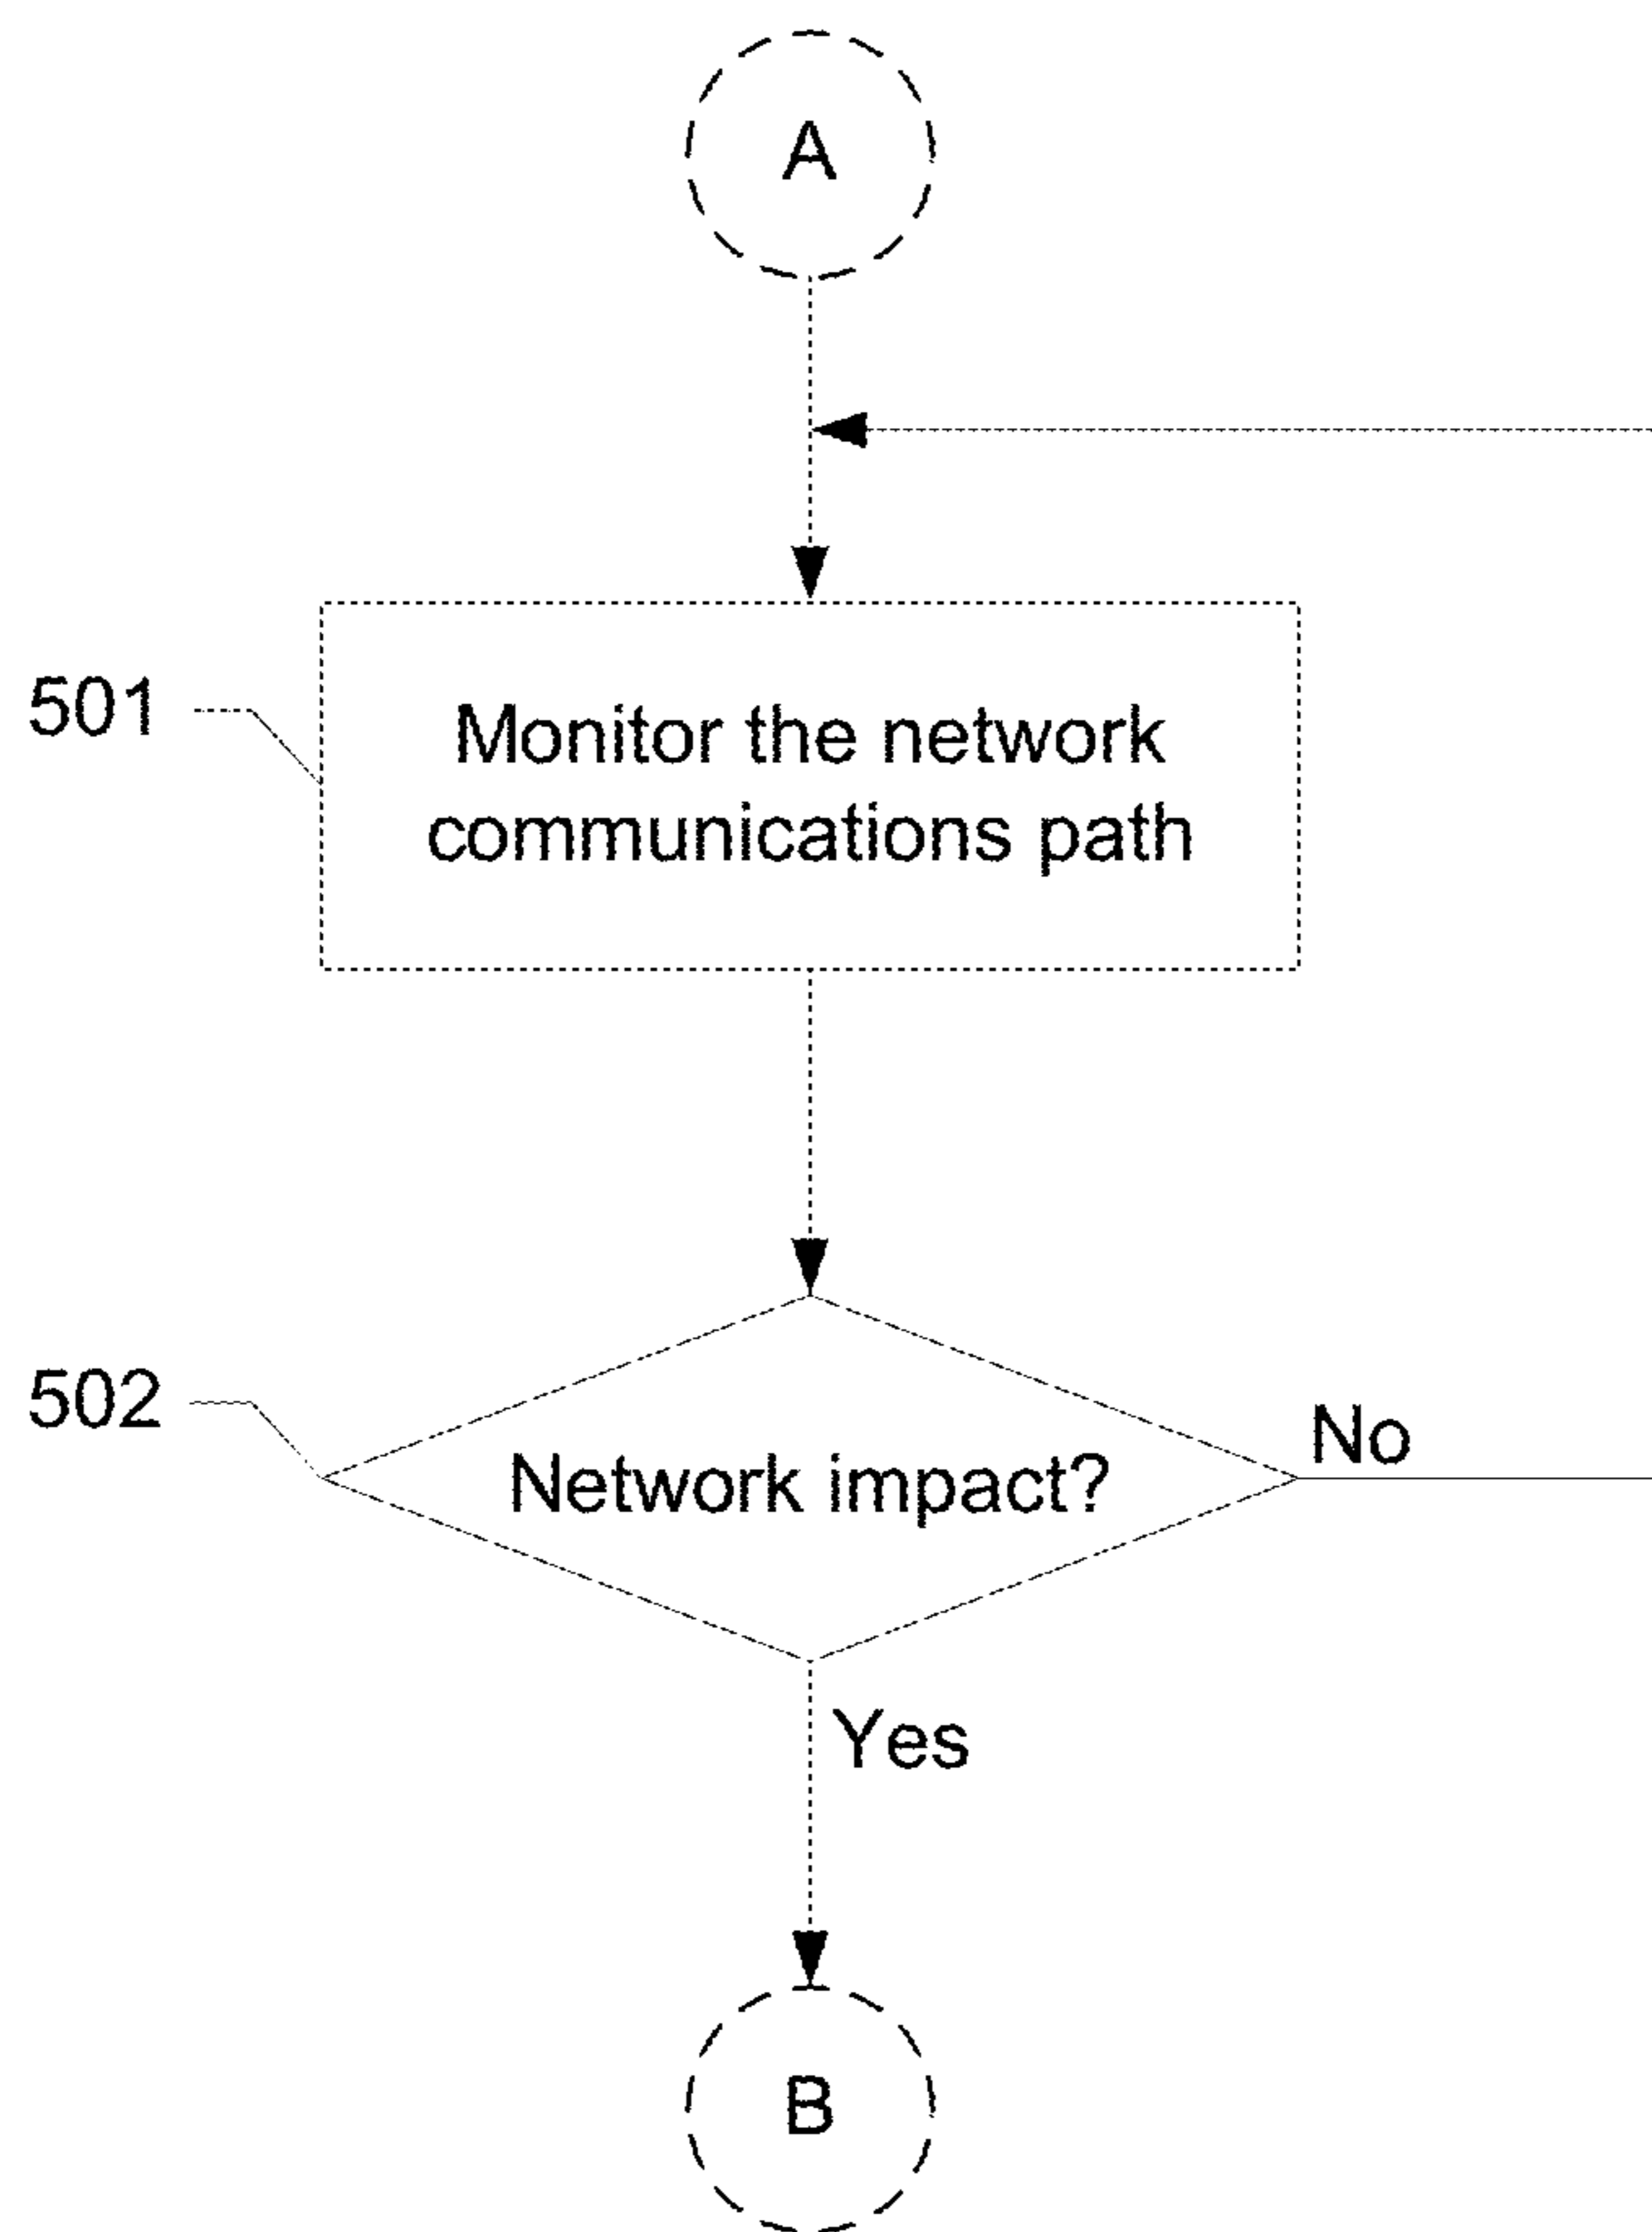 A
501
Monitor the network
communications path
502
Network impact?
No
Yes
B